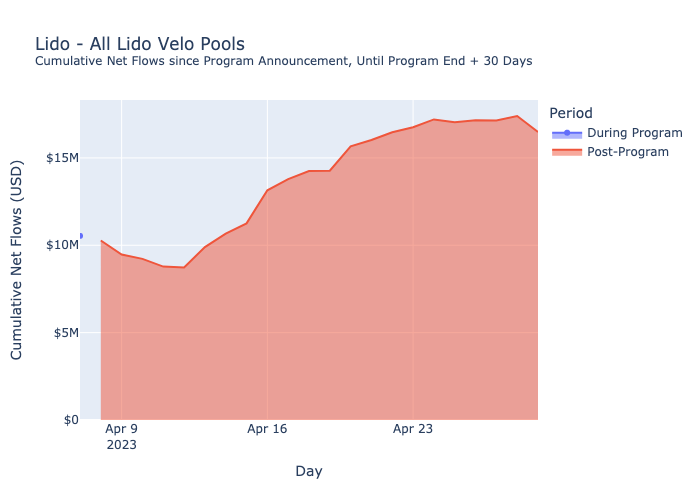 Lido - All Lido Velo Pools
Cumulative Net Flows since Program Announcement, Until Program End + 30 Days
Period
During Program
Post-Program
Cumulative Net Flows (USD)
$15M
$10M
$5M
$0
Apr 9
2023
Apr 16
Apr 23
Day